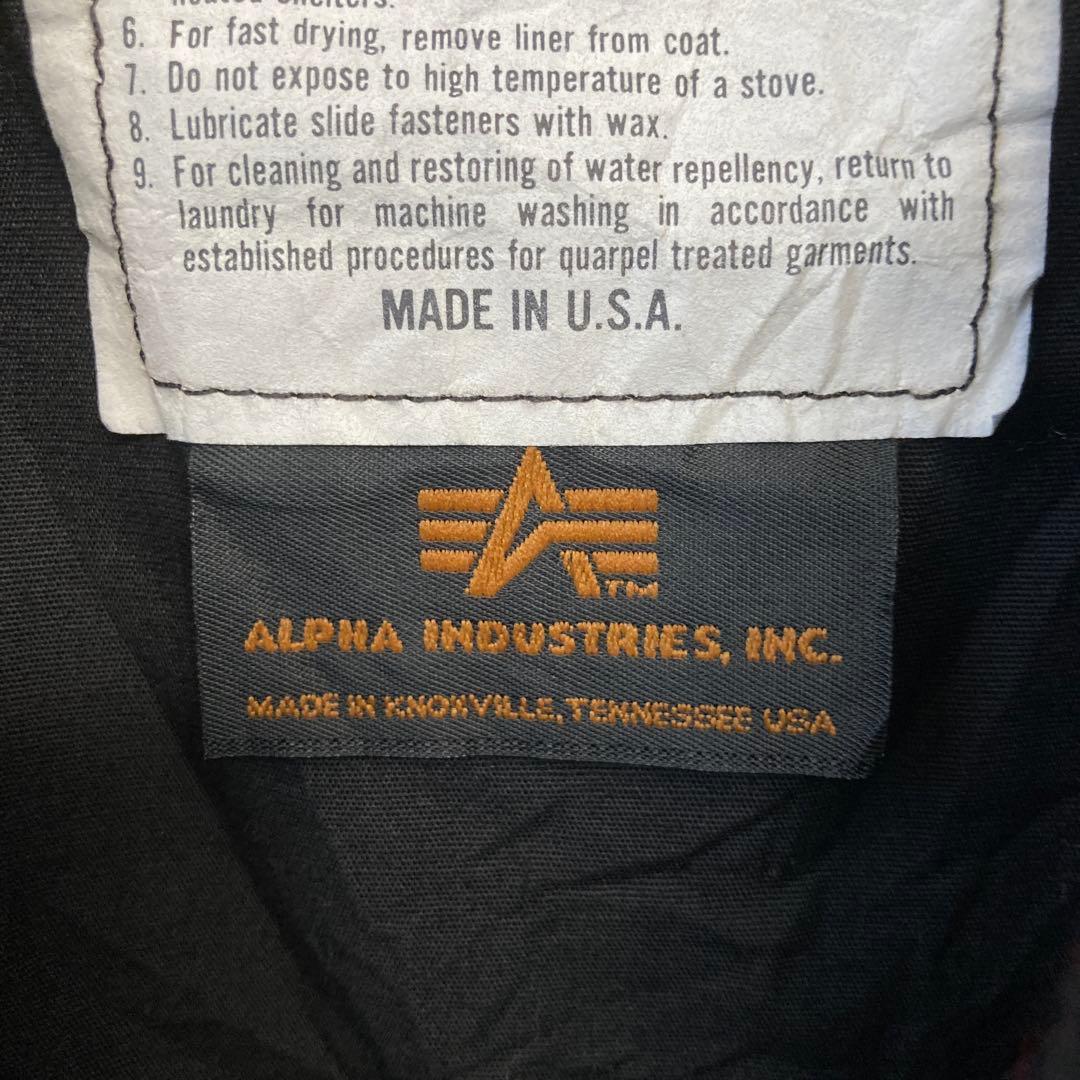 heated shelters.
6. For fast drying, remove liner from coat.
7. Do not expose to high temperature of a stove.
8. Lubricate slide fasteners with wax.
9. For cleaning and restoring of water repellency, return to
laundry for machine washing in accordance with
established procedures for quarpel treated garments.
MADE IN U.S.A.
TM
ALPHA INDUSTRIES, INC.
MADE IN KNOXVILLE, TENNESSEE USA